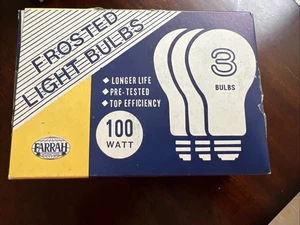 FROSTED
LIGHT BULBS
LONGER LIFE
PRE-TESTED
TOP EFFICIENCY
100
WATT
3
BULBS
FARRAH